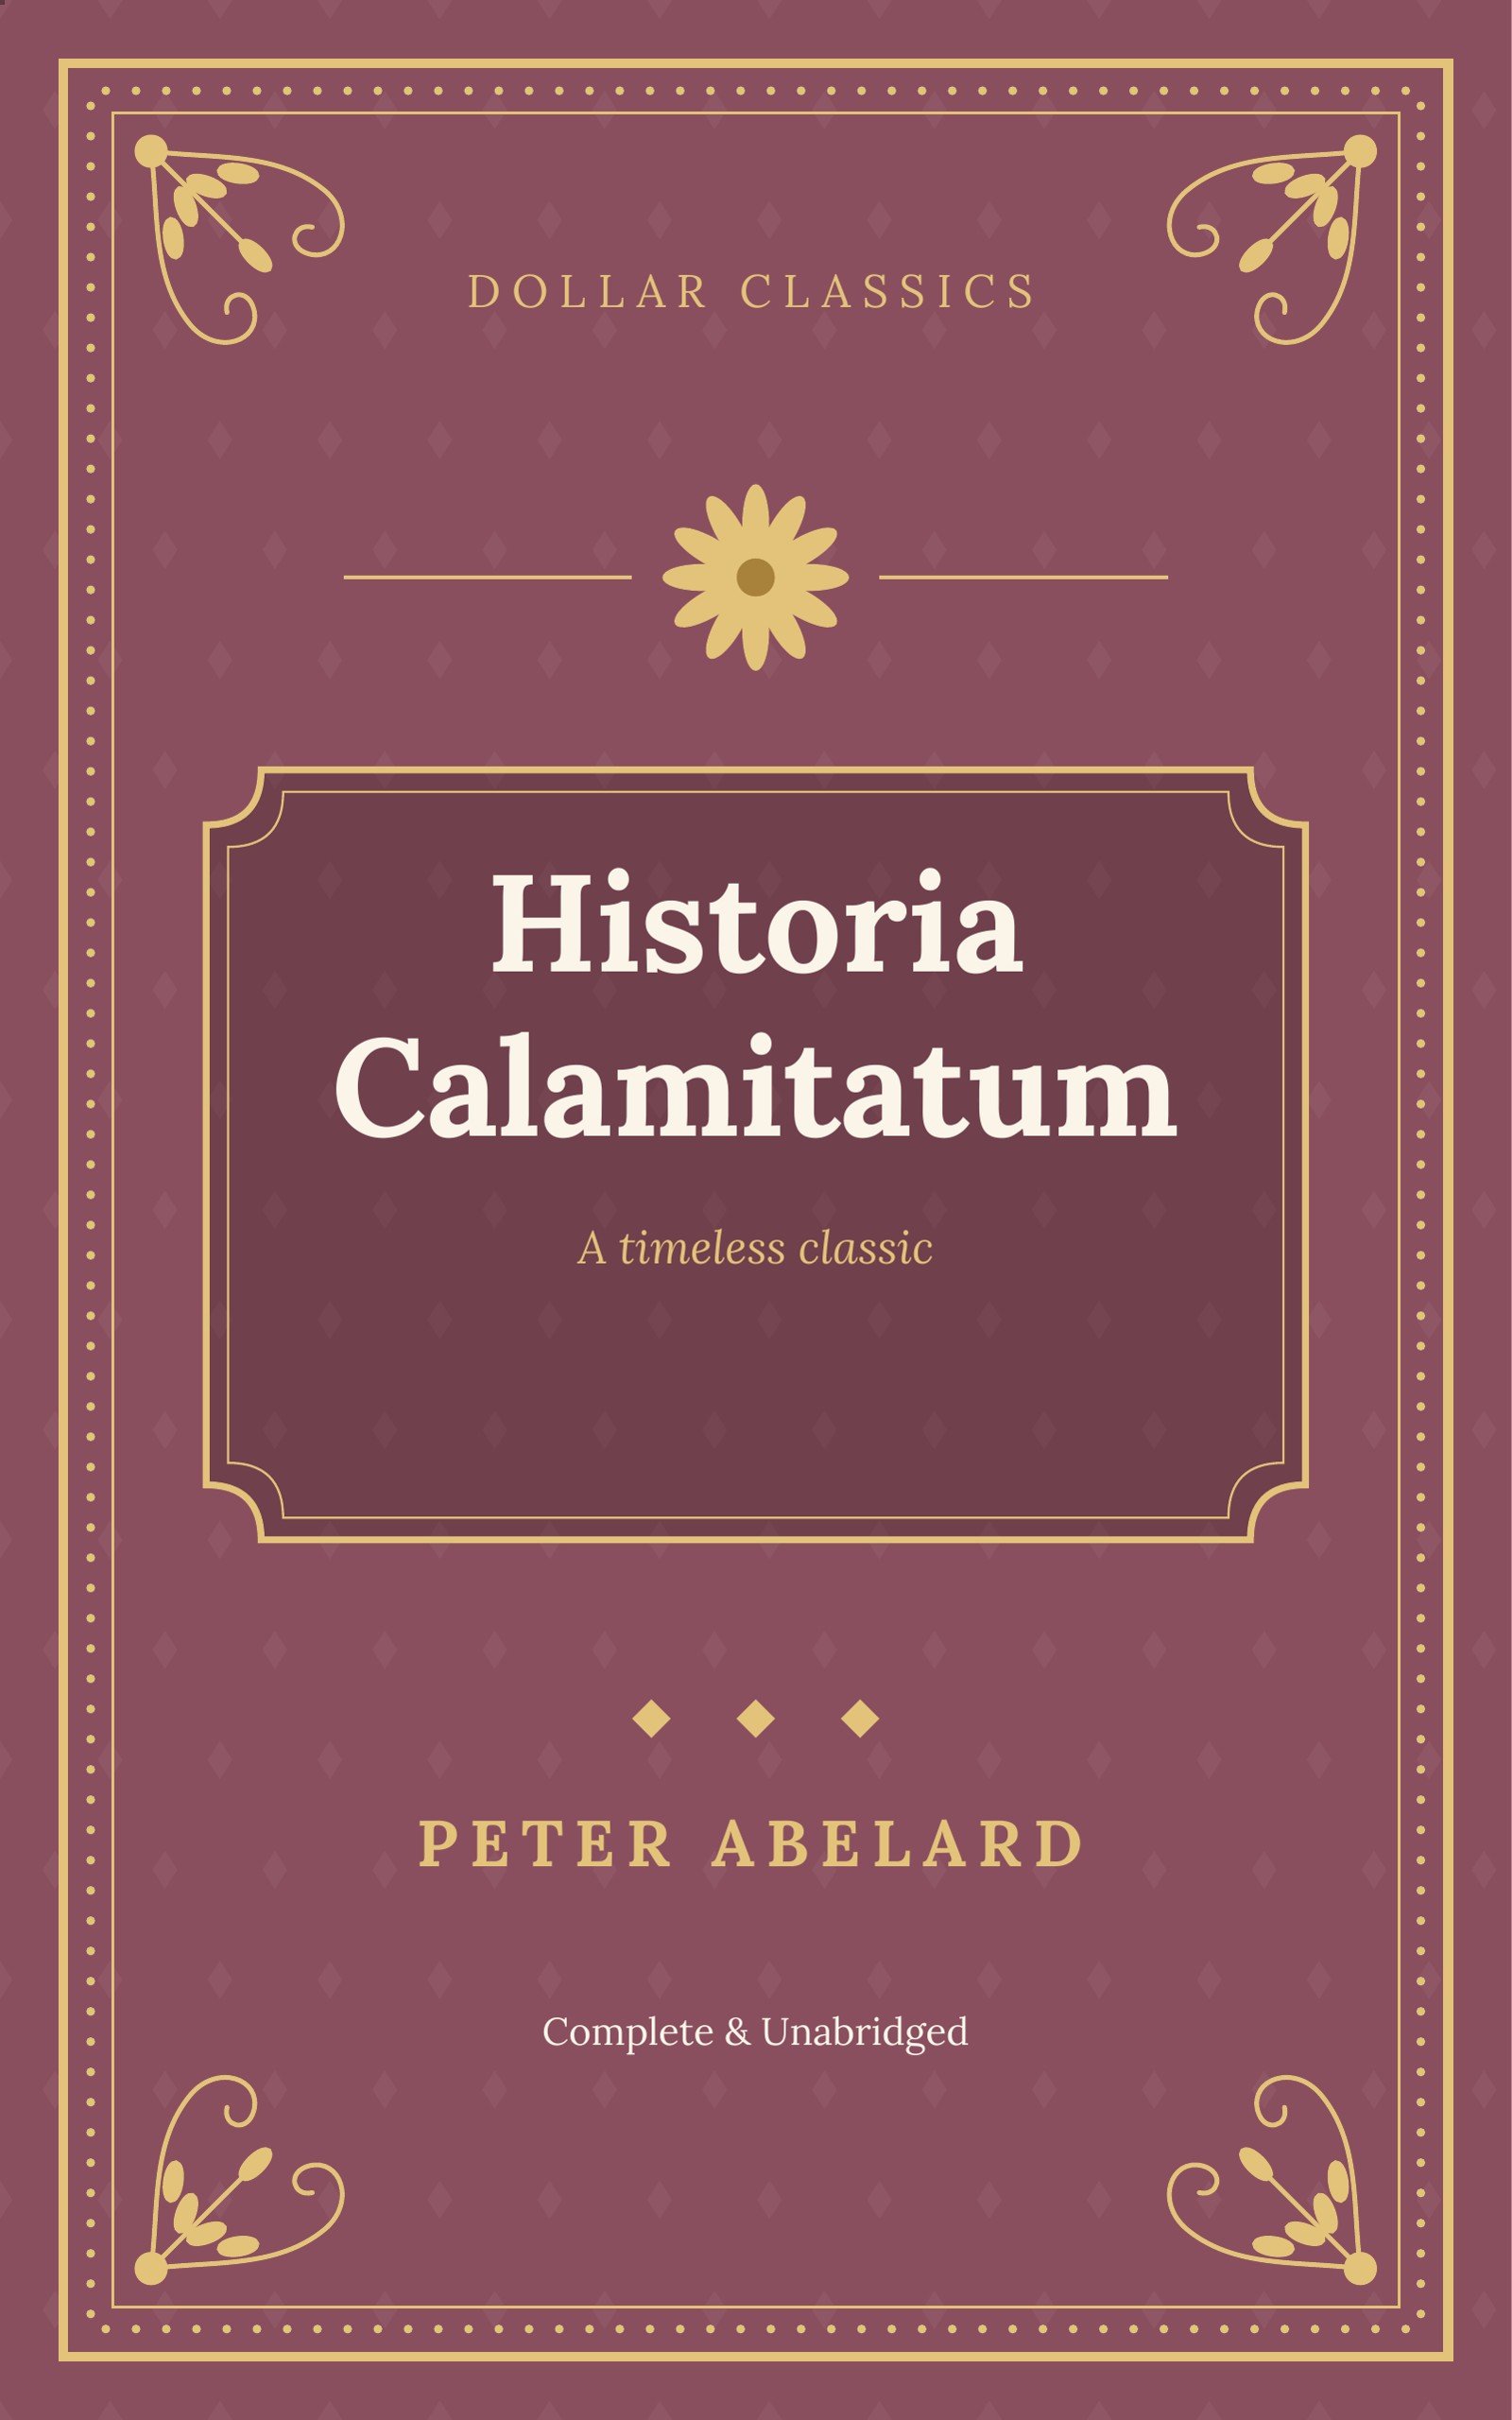 DOLLAR CLASSICS
Historia
Calamitatum
A timeless classic
PETER ABELARD
Complete & Unabridged